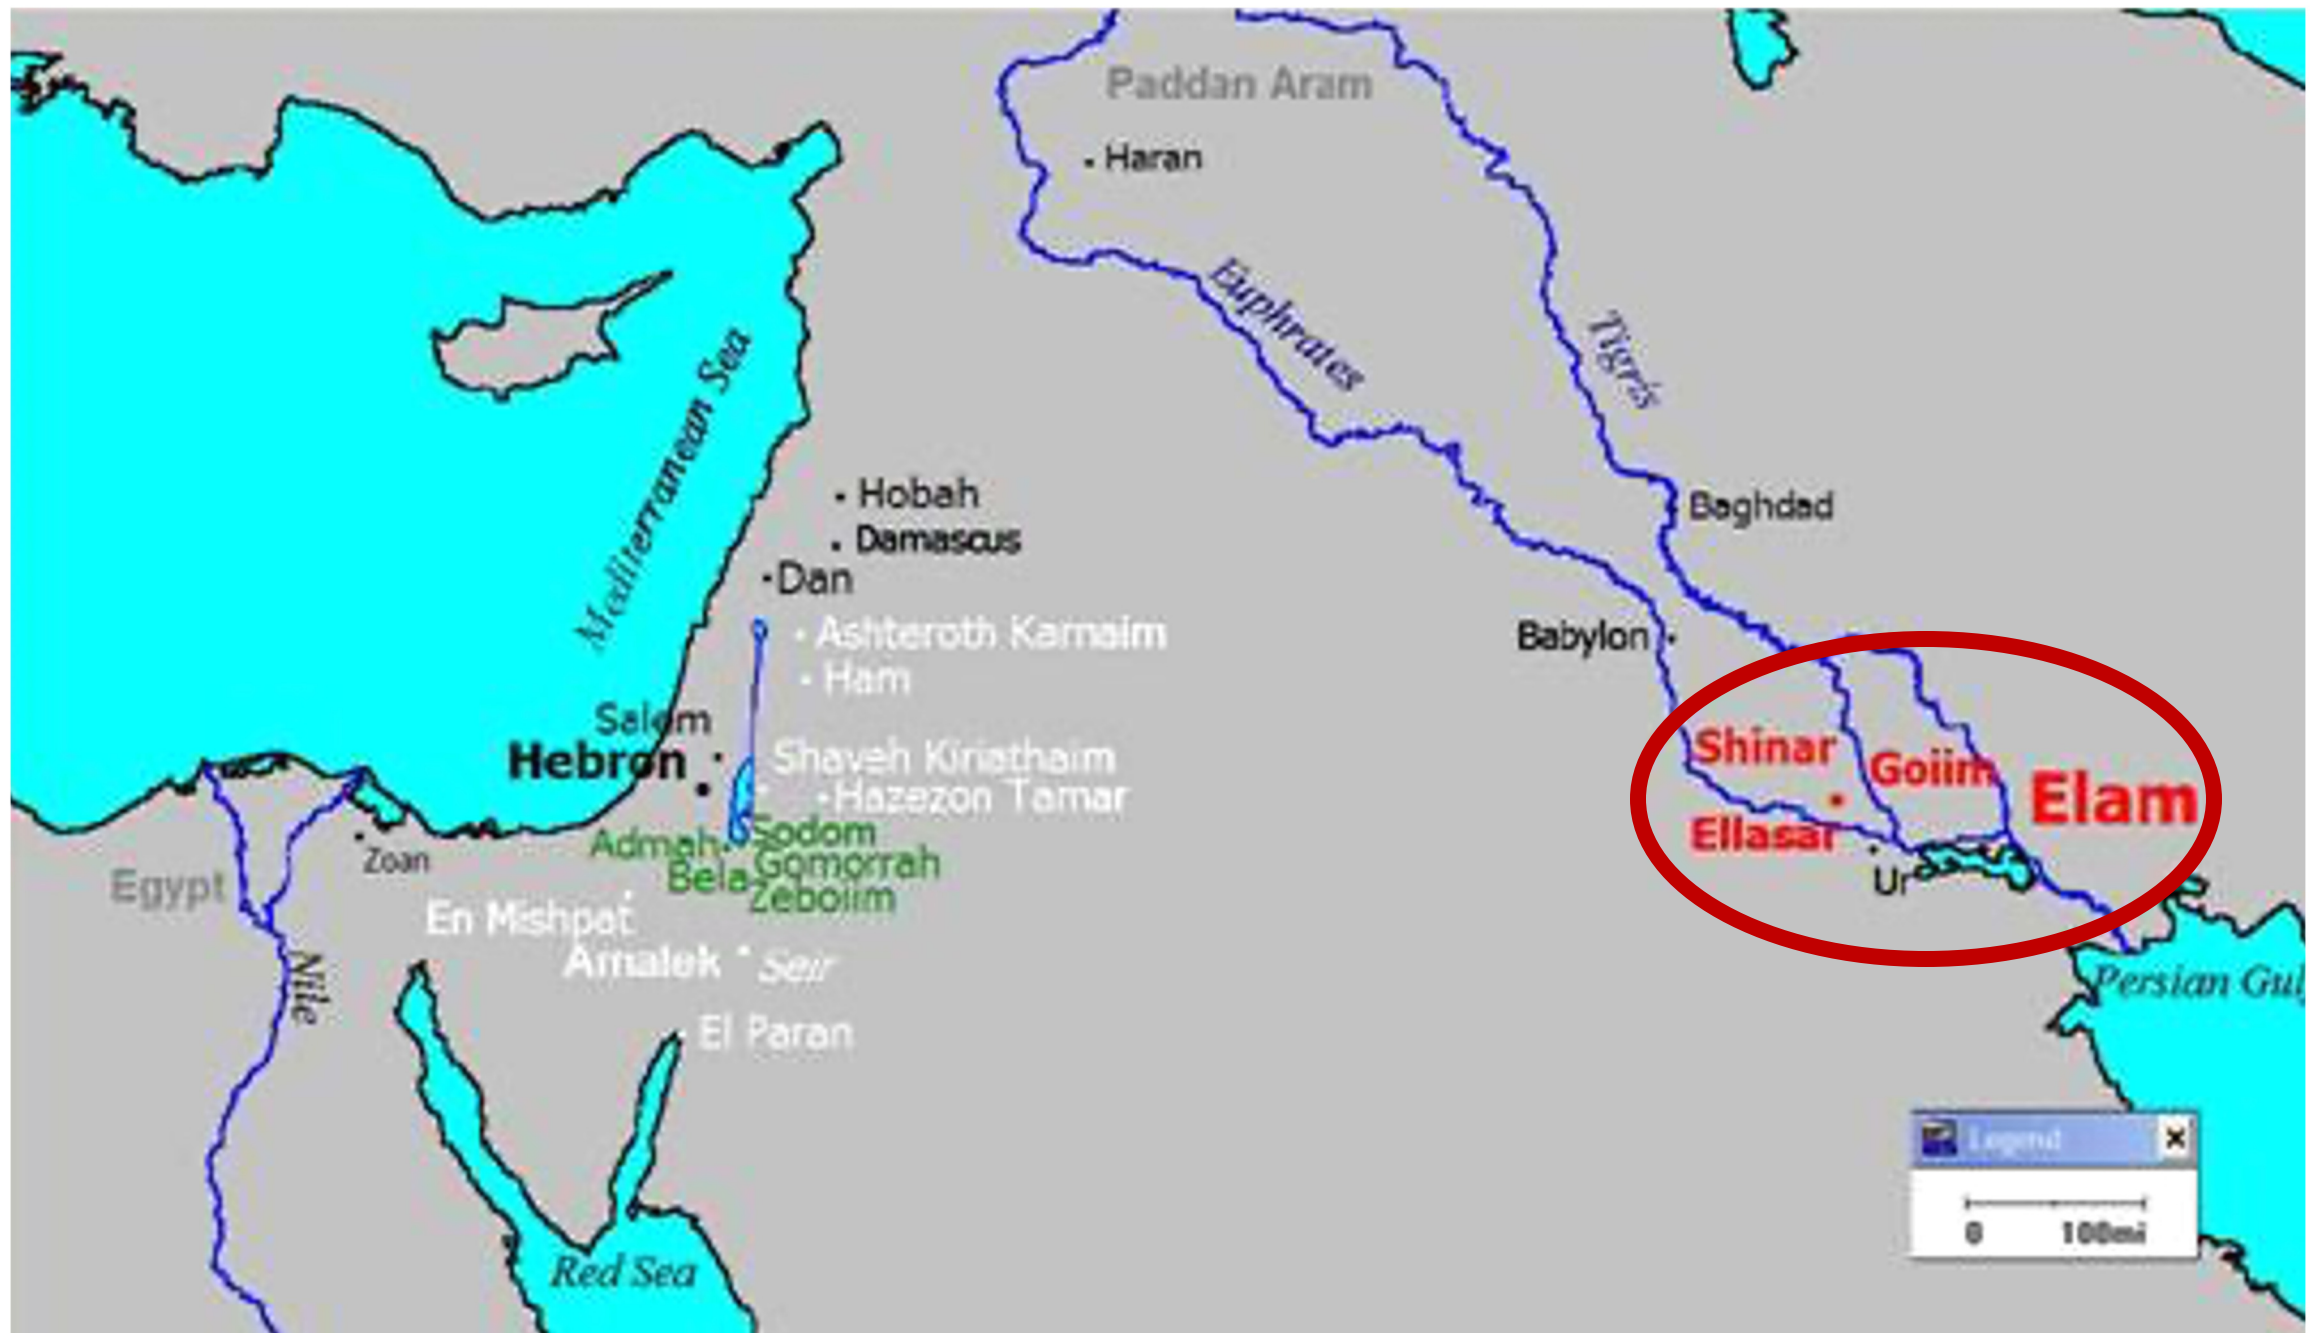 Paddan Aram
Haran
Euphrates
Tigris
Mediterranean Sea
Hobah
Damascus
Dan
Baghdad
Ashteroth Karnaim
Ham
Babylon
Salem
Hebron
Shaveh Kiriathaim
Hazezon Tamar
Shinar
Goiim
Elam
Ellasar
Ur
Admah
Sodom
Gomorrah
Bela
Zeboiim
Zoan
Egypt
En Mishpat
Amalek
Seir
Nile
El Paran
Persian Gul
Legend
0 100mi
Red Sea